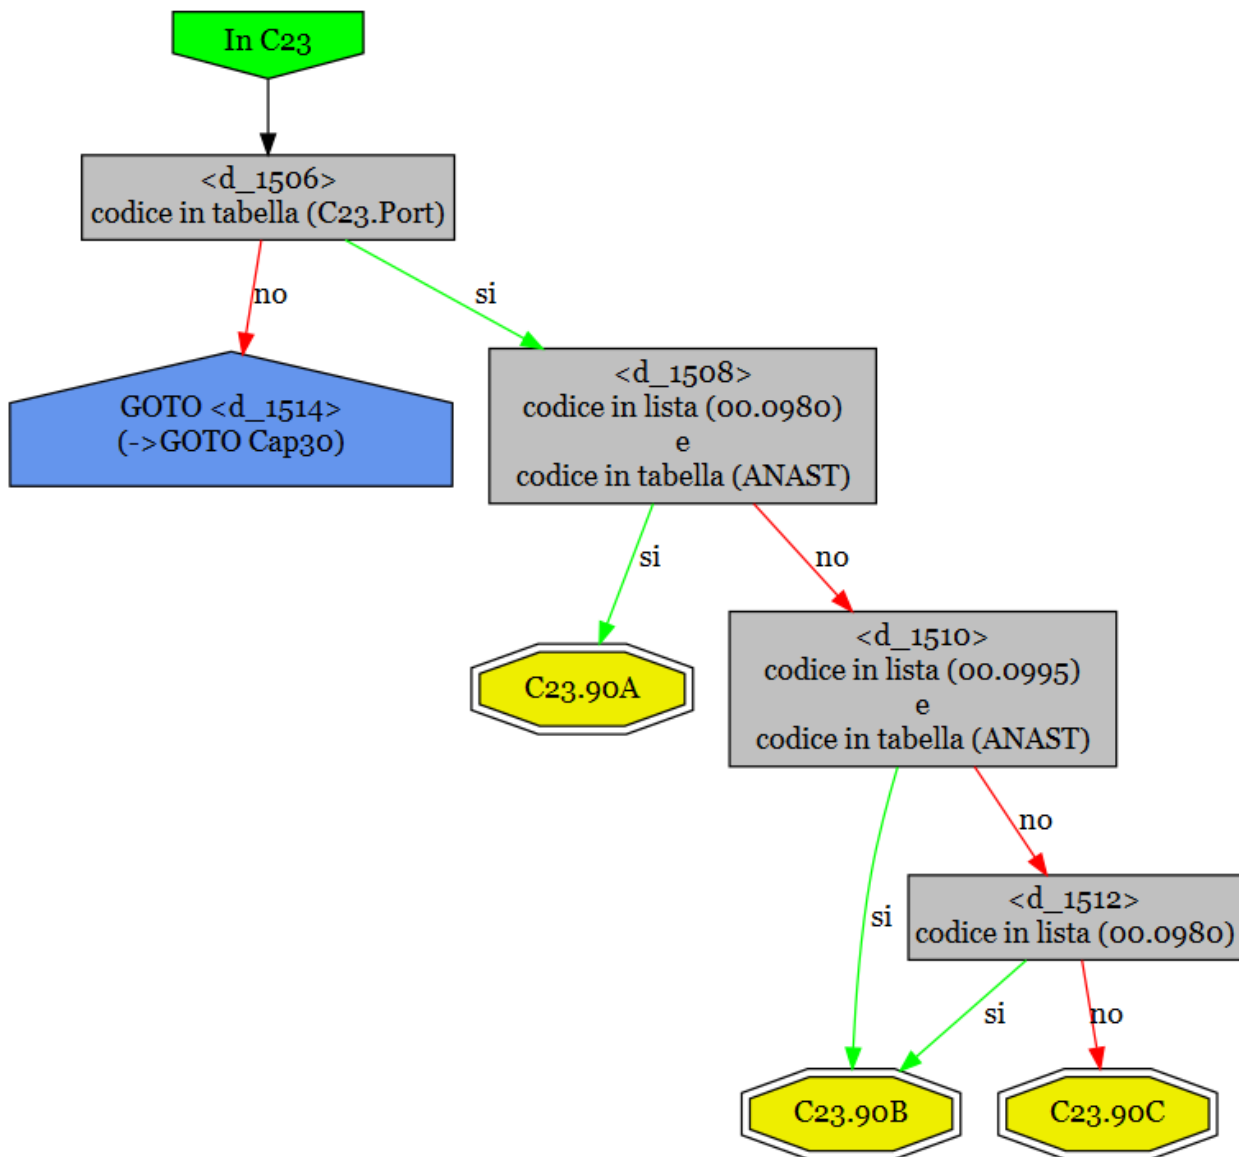 In C23
<d_1506>
codice in tabella (C23.Port)
no
si
GOTO <d_1514>
(->GOTO Cap30)
<d_1508>
codice in lista (00.0980)
e
codice in tabella (ANAST)
si
no
C23.90A
<d_1510>
codice in lista (00.0995)
e
codice in tabella (ANAST)
si
no
<d_1512>
codice in lista (00.0980)
si
no
C23.90B
C23.90C